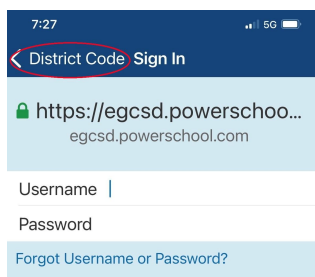 7:27 5G
District Code Sign In
https://egcsd.powerschoo...
egcsd.powerschool.com
Username
Password
Forgot Username or Password?